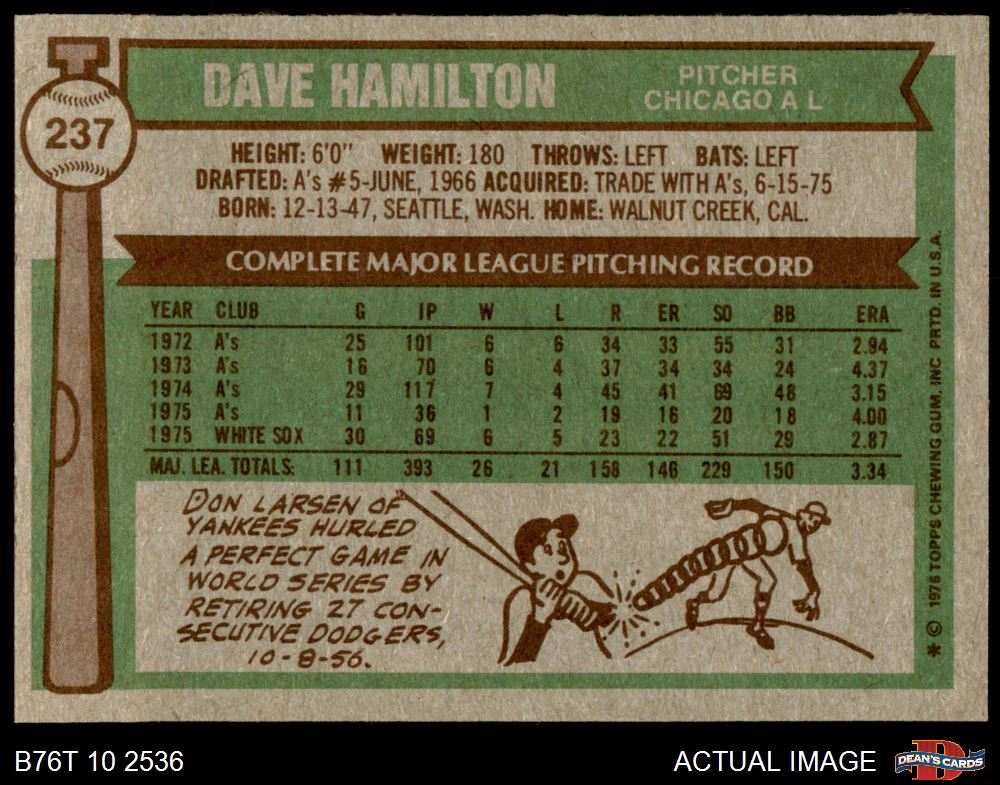 237
DAVE HAMILTON
PITCHER
CHICAGO A L
HEIGHT: 6'0" WEIGHT: 180 THROWS: LEFT BATS: LEFT
DRAFTED: A's #5-JUNE, 1966 ACQUIRED: TRADE WITH A's, 6-15-75
BORN: 12-13-47, SEATTLE, WASH. HOME: WALNUT CREEK, CAL.
COMPLETE MAJOR LEAGUE PITCHING RECORD
YEAR CLUB G IP W L R ER SO BB ERA
1972 A's 25 101 6 6 34 33 55 31 2.94
1973 A's 16 70 6 4 37 34 34 24 4.37
1974 A's 29 117 7 4 45 41 69 48 3.15
1975 A's 11 36 1 2 19 16 20 18 4.00
1975 WHITE SOX 30 69 6 5 23 22 51 29 2.87
MAJ. LEA. TOTALS: 111 393 26 21 158 146 229 150 3.34
DON LARSEN OF
YANKEES HURLED
A PERFECT GAME IN
WORLD SERIES BY
RETIRING 27 CON-
SECUTIVE DODGERS,
10-8-56.
* © 1976 TOPPS CHEWING GUM, INC PRTD. IN U.S.A.
B76T 10 2536
ACTUAL IMAGE
D
DEAN'S CARDS